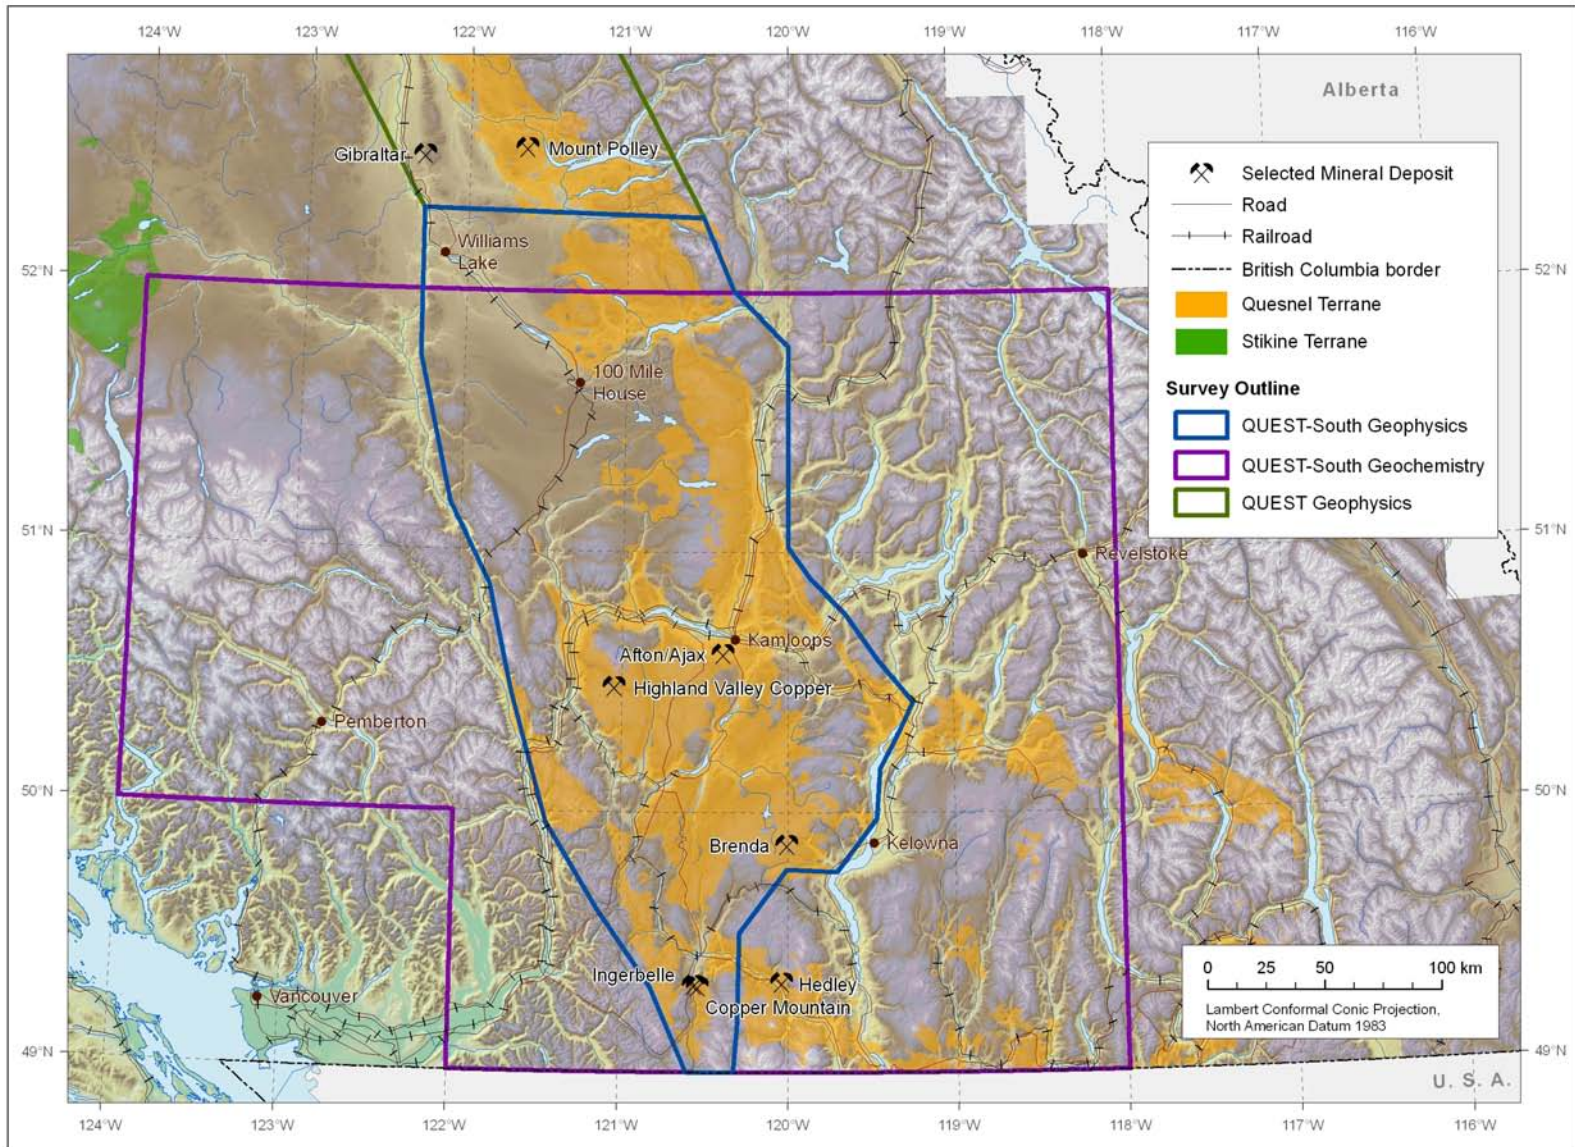 124°W 123°W 122°W 121°W 120°W 119°W 118°W 117°W 116°W
Alberta
Gibraltar
Mount Polley
Williams
Lake
52°N
52°N
100 Mile
House
51°N
51°N
Revelstoke
Kamloops
Afton/Ajax
Highland Valley Copper
Pemberton
50°N
50°N
Brenda
Kelowna
Ingerbelle
Hedley
Copper Mountain
Vancouver
49°N
49°N
U. S. A.
Selected Mineral Deposit
Road
Railroad
British Columbia border
Quesnel Terrane
Stikine Terrane
Survey Outline
QUEST-South Geophysics
QUEST-South Geochemistry
QUEST Geophysics
0 25 50 100 km
Lambert Conformal Conic Projection,
North American Datum 1983
124°W 123°W 122°W 121°W 120°W 119°W 118°W 117°W 116°W